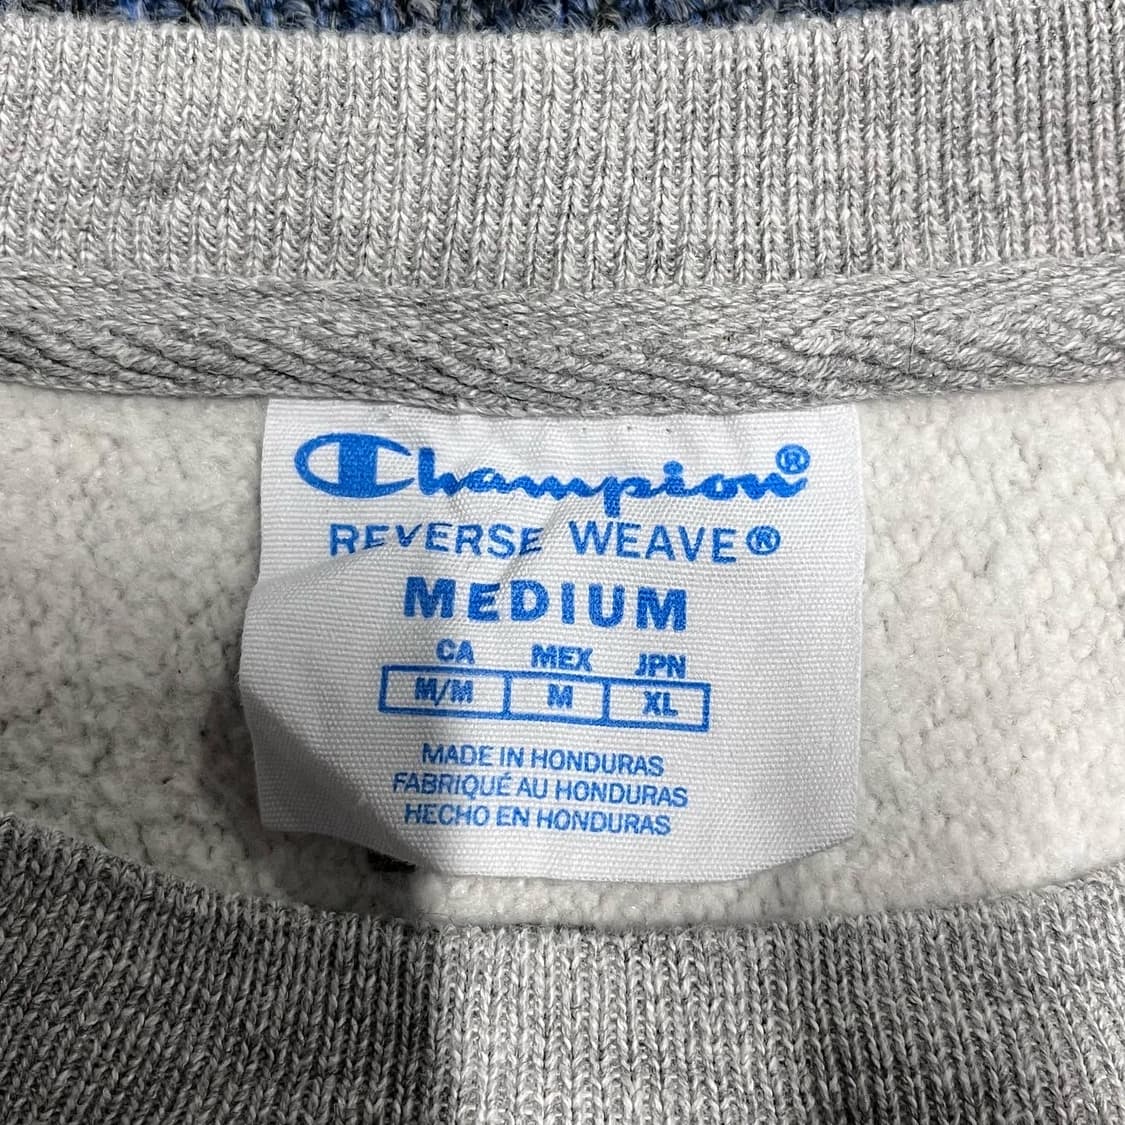 Champion®
REVERSE WEAVE®
MEDIUM
CA MEX JPN
M/M M XL
MADE IN HONDURAS
FABRIQUÉ AU HONDURAS
HECHO EN HONDURAS